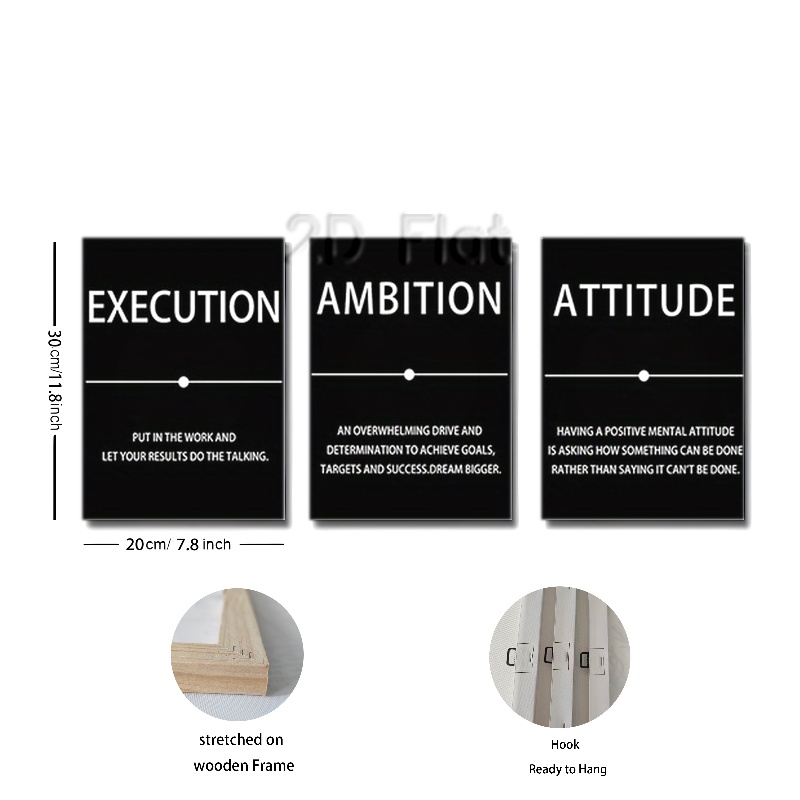 2D Flat
EXECUTION
PUT IN THE WORK AND
LET YOUR RESULTS DO THE TALKING.
AMBITION
AN OVERWHELMING DRIVE AND
DETERMINATION TO ACHIEVE GOALS,
TARGETS AND SUCCESS.DREAM BIGGER.
ATTITUDE
HAVING A POSITIVE MENTAL ATTITUDE
IS ASKING HOW SOMETHING CAN BE DONE
RATHER THAN SAYING IT CAN'T BE DONE.
30cm/11.8inch
20cm/ 7.8 inch
stretched on
wooden Frame
Hook
Ready to Hang